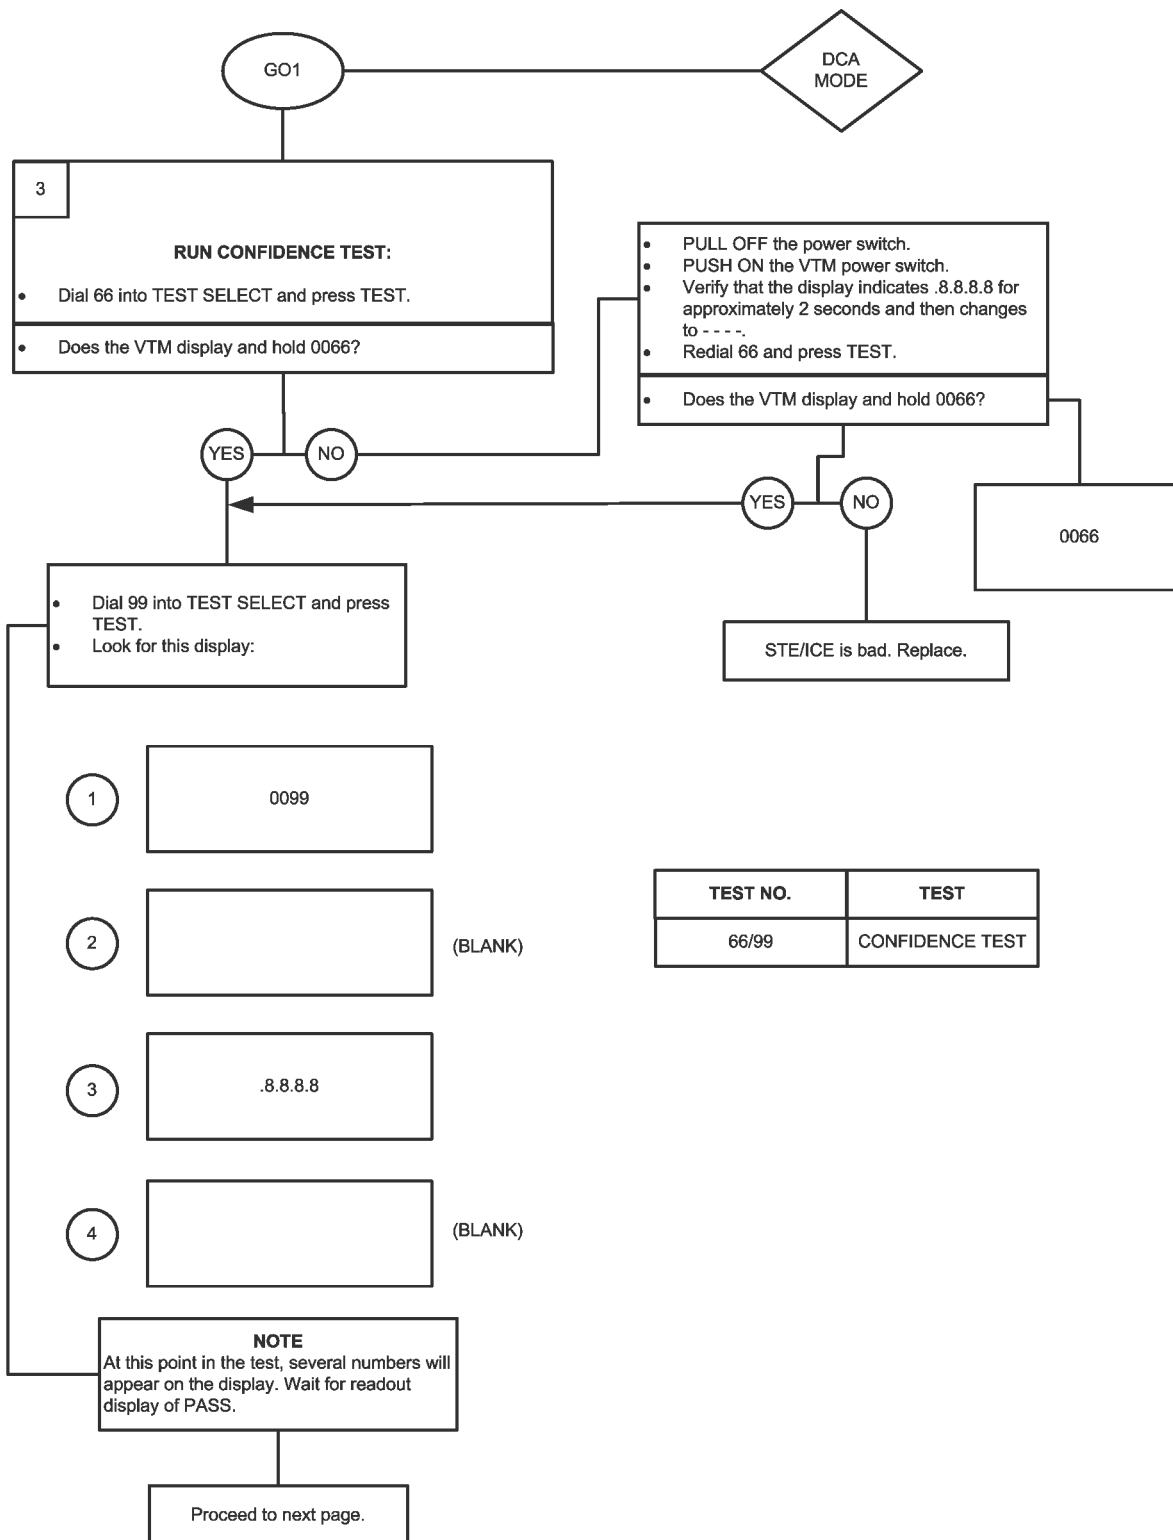 GO1
DCA
MODE
3
RUN CONFIDENCE TEST:
• Dial 66 into TEST SELECT and press TEST.
• Does the VTM display and hold 0066?
• PULL OFF the power switch.
• PUSH ON the VTM power switch.
• Verify that the display indicates .8.8.8.8 for
approximately 2 seconds and then changes
to - - - -.
• Redial 66 and press TEST.
• Does the VTM display and hold 0066?
YES
NO
YES
NO
0066
• Dial 99 into TEST SELECT and press
TEST.
• Look for this display:
STE/ICE is bad. Replace.
1
0099
2
(BLANK)
TEST NO. TEST
66/99 CONFIDENCE TEST
3
.8.8.8.8
4
(BLANK)
NOTE
At this point in the test, several numbers will
appear on the display. Wait for readout
display of PASS.
Proceed to next page.